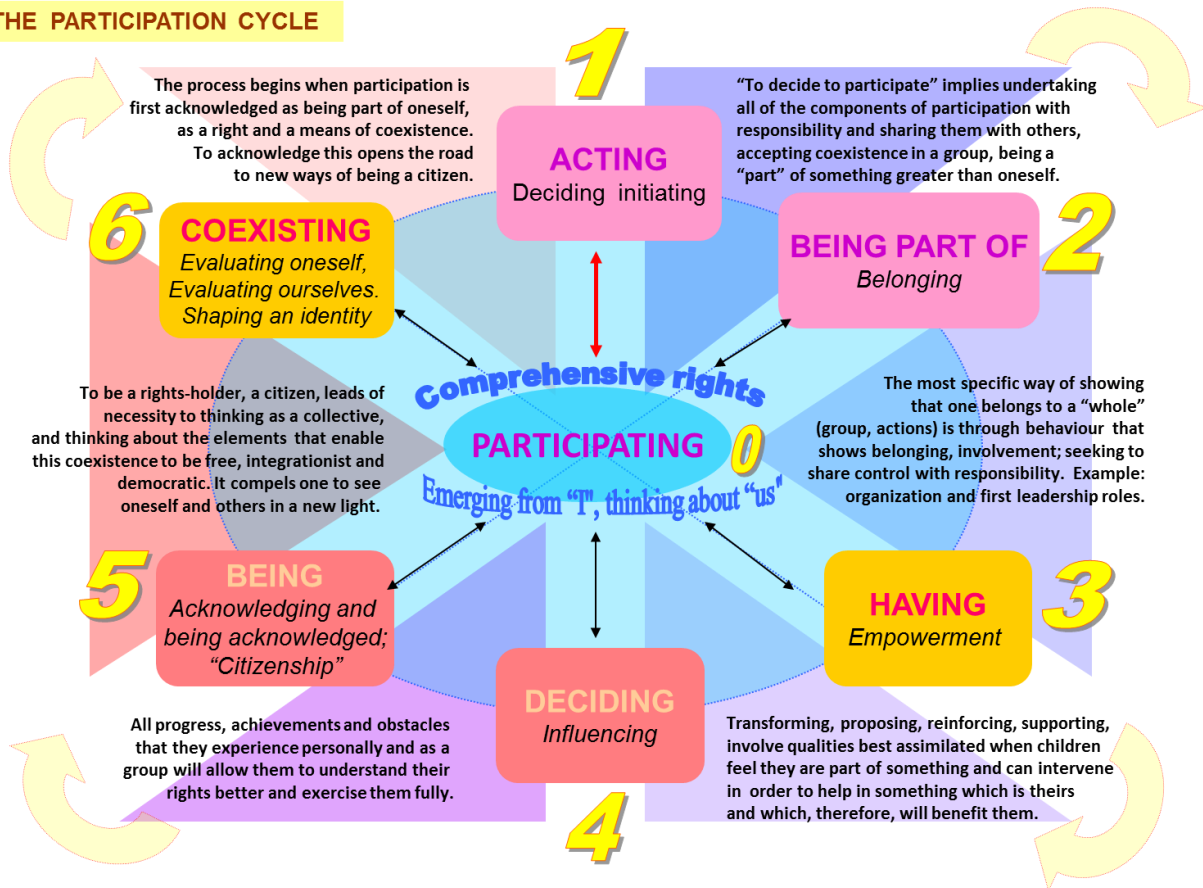 THE PARTICIPATION CYCLE
1
The process begins when participation is
first acknowledged as being part of oneself,
as a right and a means of coexistence.
To acknowledge this opens the road
to new ways of being a citizen.
ACTING
Deciding initiating
“To decide to participate” implies undertaking
all of the components of participation with
responsibility and sharing them with others,
accepting coexistence in a group, being a
“part” of something greater than oneself.
2
BEING PART OF
Belonging
The most specific way of showing
that one belongs to a “whole”
(group, actions) is through behaviour that
shows belonging, involvement; seeking to
share control with responsibility. Example:
organization and first leadership roles.
3
HAVING
Empowerment
Transforming, proposing, reinforcing, supporting,
involve qualities best assimilated when children
feel they are part of something and can intervene
in order to help in something which is theirs
and which, therefore, will benefit them.
4
DECIDING
Influencing
All progress, achievements and obstacles
that they experience personally and as a
group will allow them to understand their
rights better and exercise them fully.
5
BEING
Acknowledging and
being acknowledged;
“Citizenship”
To be a rights-holder, a citizen, leads of
necessity to thinking as a collective,
and thinking about the elements that enable
this coexistence to be free, integrationist and
democratic. It compels one to see
oneself and others in a new light.
6
COEXISTING
Evaluating oneself,
Evaluating ourselves.
Shaping an identity
Comprehensive rights
PARTICIPATING
0
Emerging from “I”, thinking about “us”